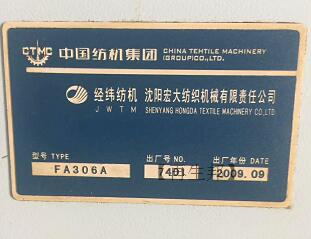 CTMC 中国纺机集团 CHINA TEXTILE MACHINERY
(GROUP)CO.,LTD.
经纬纺机 沈阳宏大纺织机械有限责任公司
JWTM SHENYANG HONGDA TEXTILE MACHINERY CO.,LTD.
型号 TYPE 出厂号 NO. 出厂年份 DATE
FA306A 7401 2009.09